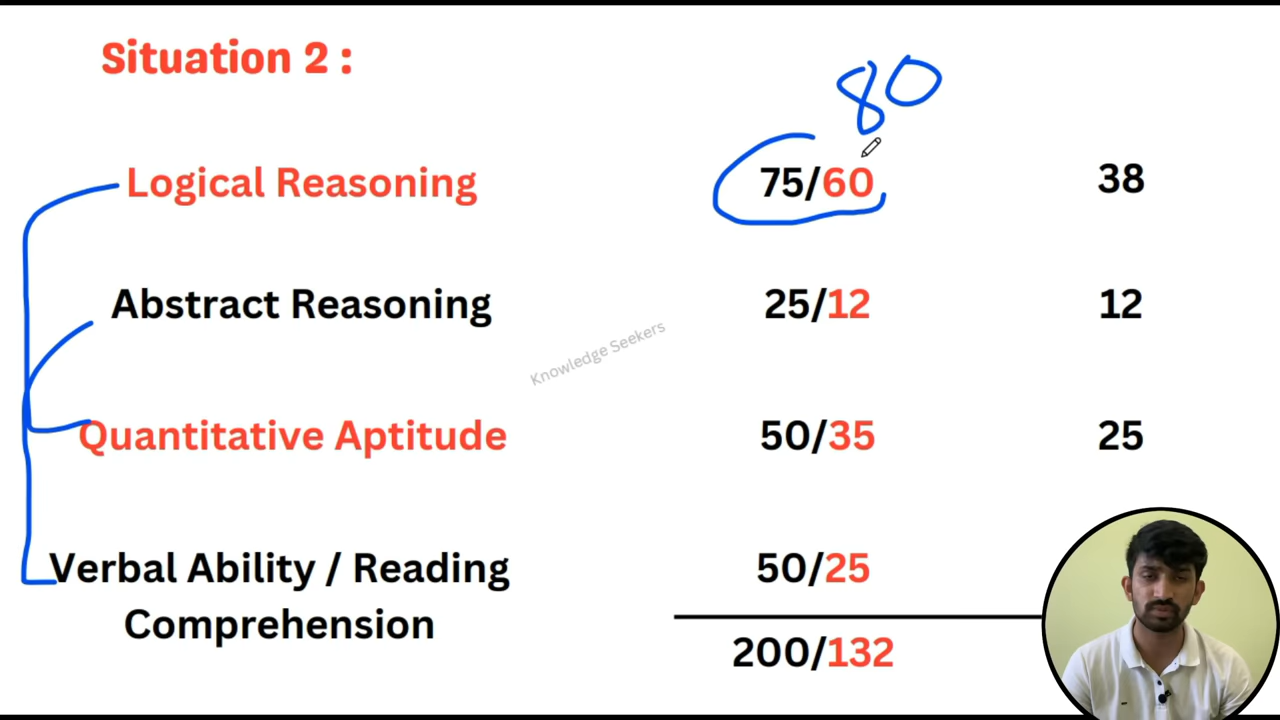 Situation 2 :
80
Logical Reasoning 75/60 38
Abstract Reasoning 25/12 12
Knowledge Seekers
Quantitative Aptitude 50/35 25
Verbal Ability / Reading 50/25
Comprehension
200/132